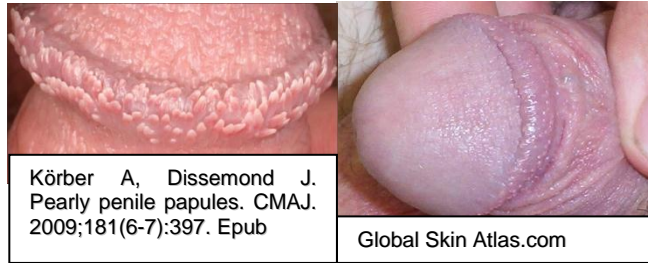 Körber A, Dissemond J.
Pearly penile papules. CMAJ.
2009;181(6-7):397. Epub
Global Skin Atlas.com